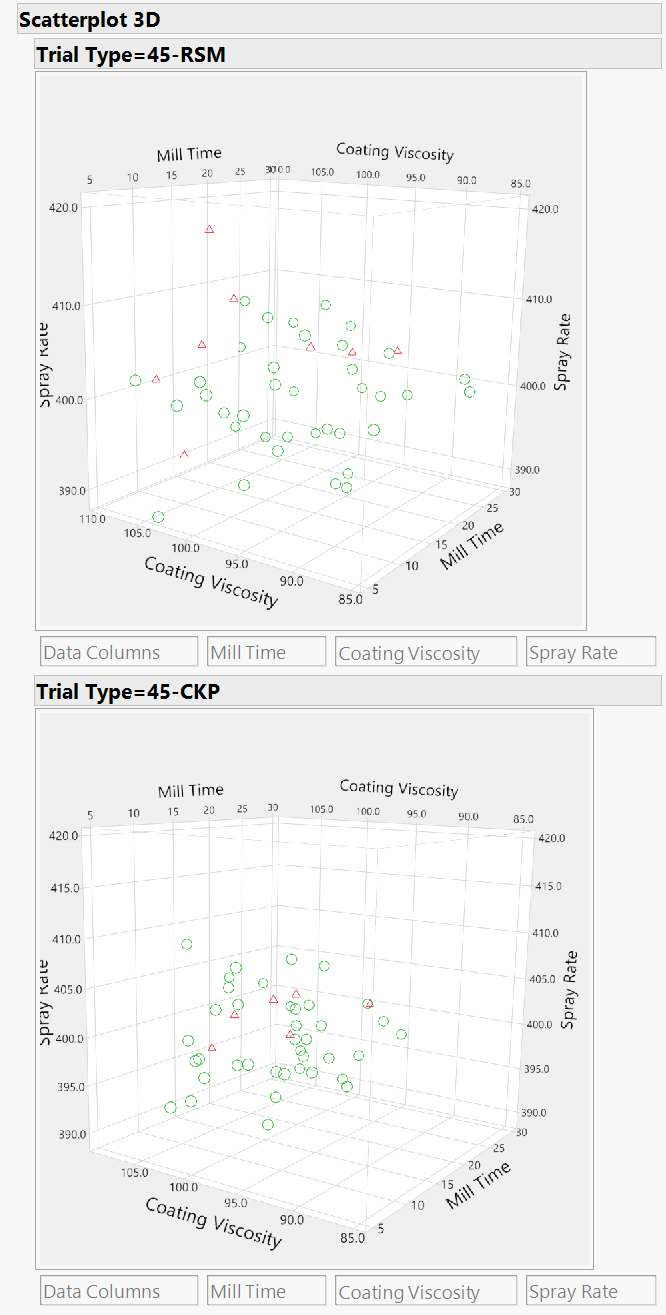 Scatterplot 3D
Trial Type=45-RSM
Mill Time Coating Viscosity
5 10 15 20 25 105.0 100.0 95.0 90.0 85.0
420.0 420.0
410.0 410.0
Spray Rate Spray Rate
400.0 400.0
390.0 390.0
110.0 105.0 100.0 95.0 90.0 85.0
5 10 15 20 25 30
Coating Viscosity Mill Time
Data Columns Mill Time Coating Viscosity Spray Rate
Trial Type=45-CKP
Mill Time Coating Viscosity
5 10 15 20 25 30 105.0 100.0 95.0 90.0 85.0
420.0 420.0
415.0 415.0
410.0 410.0
Spray Rate Spray Rate
405.0 405.0
400.0 400.0
395.0 395.0
390.0 390.0
105.0 100.0 95.0 90.0 85.0
5 10 15 20 25 30
Coating Viscosity Mill Time
Data Columns Mill Time Coating Viscosity Spray Rate